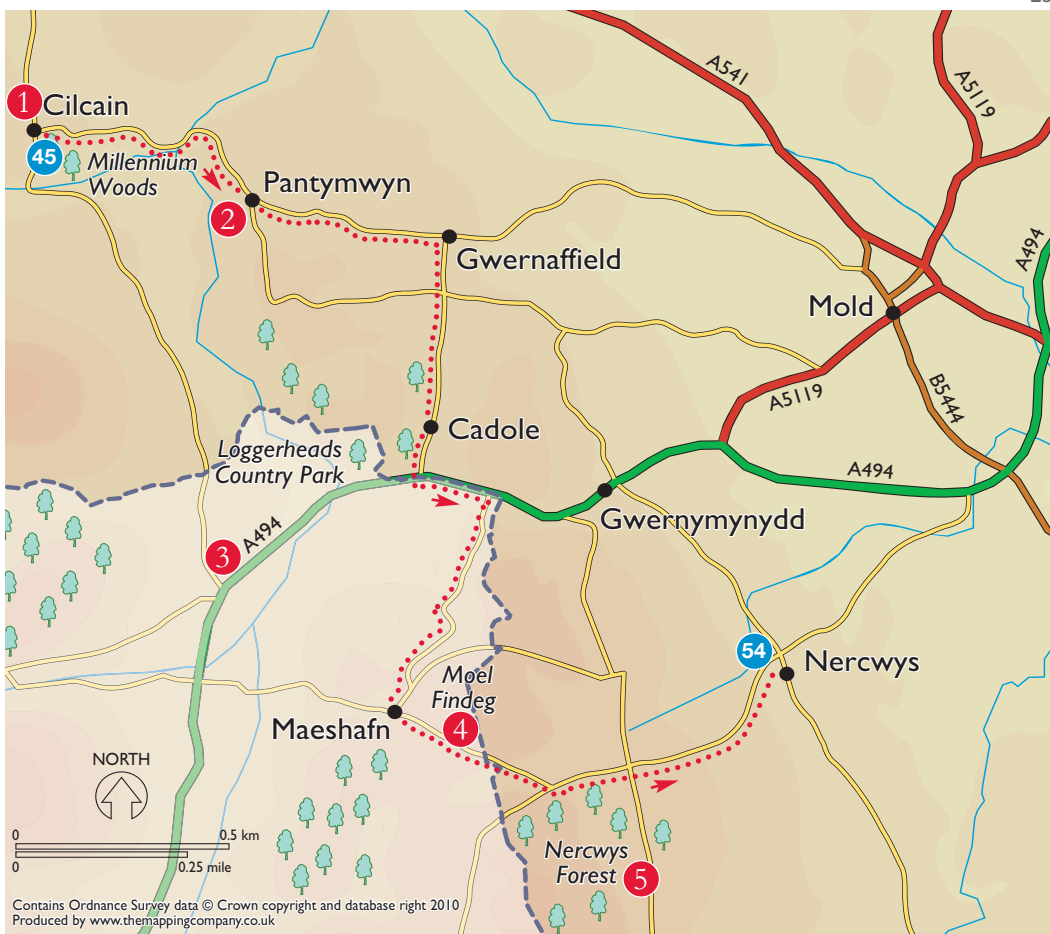 A541
A5119
1
Cilcain
45
Millennium
Woods
Pantymwyn
2
Gwernaffield
A494
Mold
B5444
A5119
Cadole
Loggerheads
Country Park
A494
Gwernymynydd
3
A494
54
Nercwys
Moel
Findeg
4
Maeshafn
NORTH
0
0.5 km
0
0.25 mile
Nercwys
Forest
5
Contains Ordnance Survey data © Crown copyright and database right 2010
Produced by www.themappingcompany.co.uk